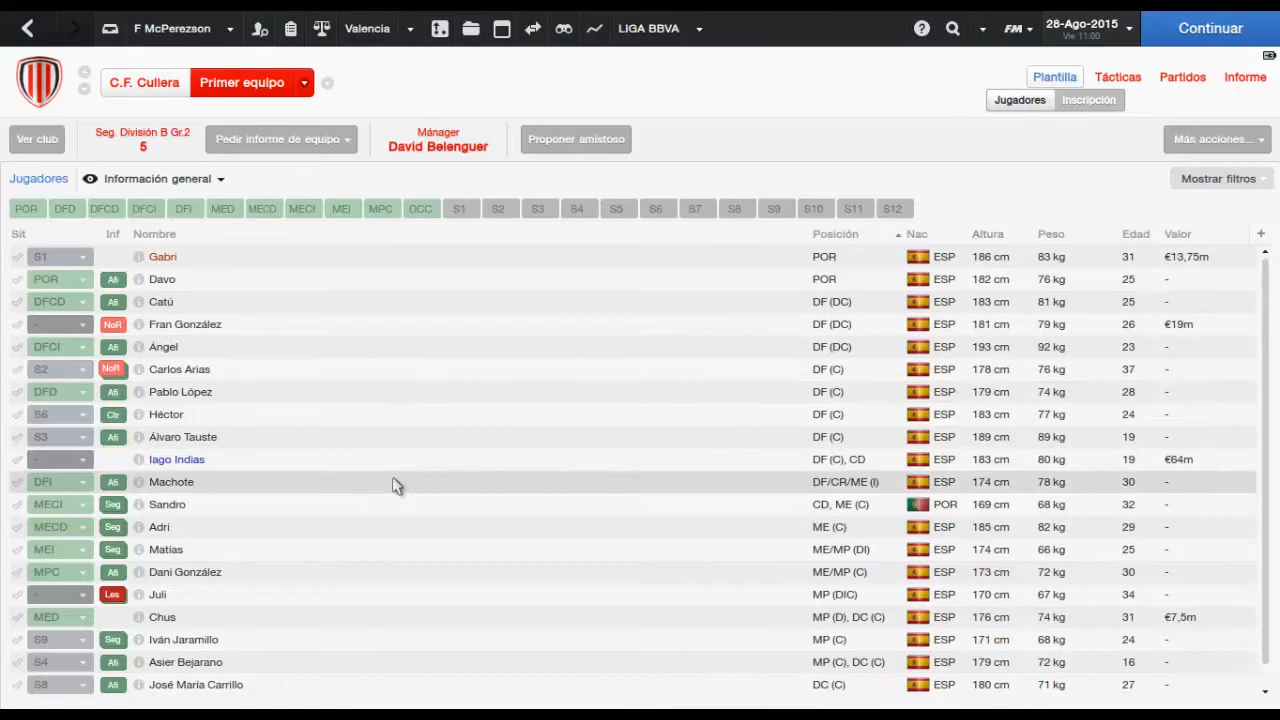 F McPerezson Valencia LIGA BBVA FM 28-Ago-2015 Vie 11:00 Continuar
C.F. Cullera Primer equipo Plantilla Tácticas Partidos Informe
Jugadores Inscripción
Ver club Seg. División B Gr.2 5 Pedir informe de equipo Mánager David Belenguer Proponer amistoso Más acciones...
Jugadores Información general Mostrar filtros
POR DFD DFCD DFCI DFI MED MECD MECI MEI MPC DCC S1 S2 S3 S4 S5 S6 S7 S8 S9 S10 S11 S12
Sit Inf Nombre Posición Nac Altura Peso Edad Valor +
S1 Gabri POR ESP 186 cm 83 kg 31 €13,75m
POR Afi Davo POR ESP 182 cm 76 kg 25 -
DFCD Afi Catú DF (DC) ESP 183 cm 81 kg 25 -
- NoR Fran González DF (DC) ESP 181 cm 79 kg 26 €19m
DFCI Afi Ángel DF (DC) ESP 193 cm 92 kg 23 -
S2 NoR Carlos Arias DF (C) ESP 178 cm 76 kg 37 -
DFD Afi Pablo López DF (C) ESP 179 cm 74 kg 28 -
S6 Ctr Héctor DF (C) ESP 183 cm 77 kg 24 -
S3 Afi Álvaro Tauste DF (C) ESP 189 cm 89 kg 19 -
- Iago Indias DF (C), CD ESP 183 cm 80 kg 19 €64m
DFI Afi Machote DF/CR/ME (I) ESP 174 cm 78 kg 30 -
MECI Seg Sandro CD, ME (C) POR 169 cm 68 kg 32 -
MECD Seg Adri ME (C) ESP 185 cm 82 kg 29 -
MEI Seg Matías ME/MP (DI) ESP 174 cm 66 kg 25 -
MPC Afi Dani González ME/MP (C) ESP 173 cm 72 kg 30 -
- Les Juli MP (DIC) ESP 170 cm 67 kg 34 -
MED Chus MP (D), DC (C) ESP 176 cm 74 kg 31 €7,5m
S9 Seg Iván Jaramillo MP (C) ESP 171 cm 68 kg 24 -
S4 Afi Asier Bejarano MP (C), DC (C) ESP 179 cm 72 kg 16 -
S8 Afi José María Carrillo DC (C) ESP 180 cm 71 kg 27 -